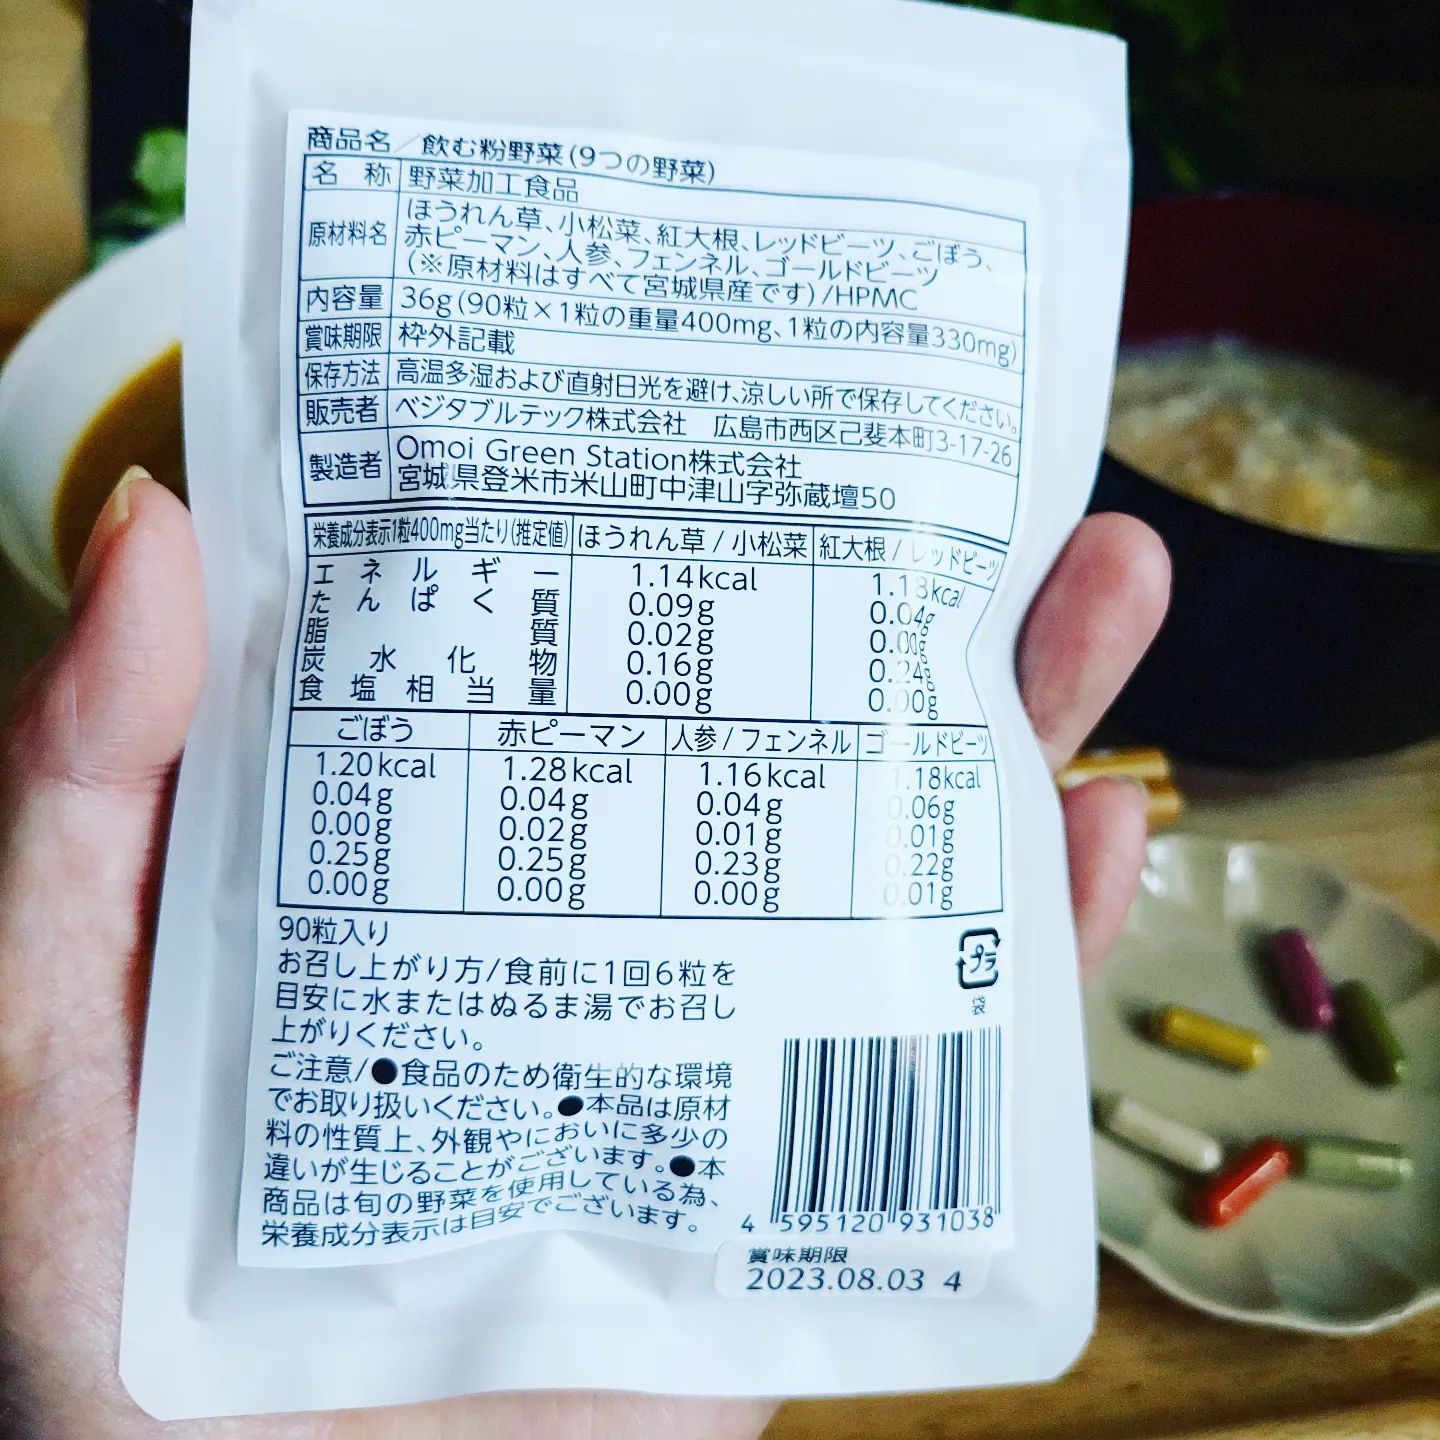 商品名/飲む粉野菜(9つの野菜)
名 称 野菜加工食品
原材料名 ほうれん草、小松菜、紅大根、レッドビーツ、ごぼう、
赤ピーマン、人参、フェンネル、ゴールドビーツ
(※原材料はすべて宮城県産です)/HPMC
内容量 36g(90粒×1粒の重量400mg、1粒の内容量330mg)
賞味期限 枠外記載
保存方法 高温多湿および直射日光を避け、涼しい所で保存してください。
販売者 ベジタブルテック株式会社 広島市西区己斐本町3-17-26
製造者 Omoi Green Station株式会社
宮城県登米市米山町中津山字弥蔵壇50
栄養成分表示1粒400mg当たり(推定値) ほうれん草/小松菜 紅大根/レッドビーツ
エネルギー 1.14kcal 1.18kcal
たんぱく質 0.09g 0.04g
脂質 0.02g 0.00g
炭水化物 0.16g 0.24g
食塩相当量 0.00g 0.00g
ごぼう 赤ピーマン 人参/フェンネル ゴールドビーツ
1.20kcal 1.28kcal 1.16kcal 1.18kcal
0.04g 0.04g 0.04g 0.06g
0.00g 0.02g 0.01g 0.01g
0.25g 0.25g 0.23g 0.22g
0.00g 0.00g 0.00g 0.01g
90粒入り
お召し上がり方/食前に1回6粒を
目安に水またはぬるま湯でお召し
上がりください。
ご注意/●食品のため衛生的な環境
でお取り扱いください。●本品は原材
料の性質上、外観やにおいに多少の
違いが生じることがございます。●本
商品は旬の野菜を使用している為、
栄養成分表示は目安でございます。
プラ
袋
4 595120 931038
賞味期限
2023.08.03 4